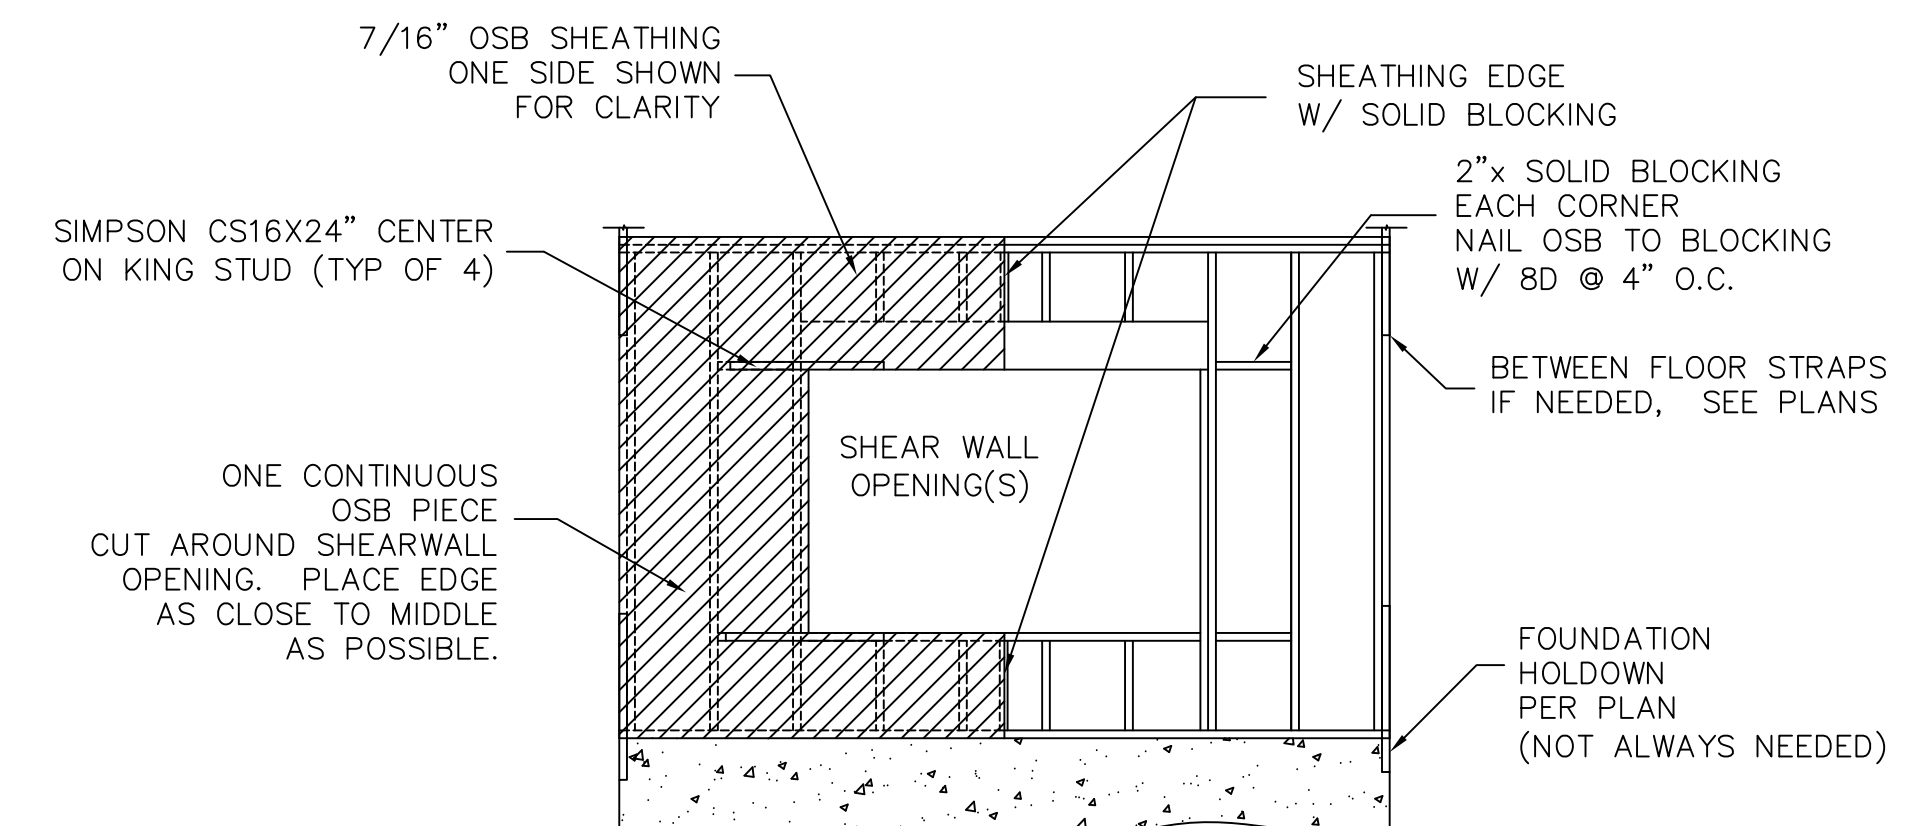 7/16” OSB SHEATHING
ONE SIDE SHOWN
FOR CLARITY
SHEATHING EDGE
W/ SOLID BLOCKING
2”x SOLID BLOCKING
EACH CORNER
NAIL OSB TO BLOCKING
W/ 8D @ 4” O.C.
SIMPSON CS16X24” CENTER
ON KING STUD (TYP OF 4)
BETWEEN FLOOR STRAPS
IF NEEDED, SEE PLANS
SHEAR WALL
OPENING(S)
ONE CONTINUOUS
OSB PIECE
CUT AROUND SHEARWALL
OPENING. PLACE EDGE
AS CLOSE TO MIDDLE
AS POSSIBLE.
FOUNDATION
HOLDOWN
PER PLAN
(NOT ALWAYS NEEDED)